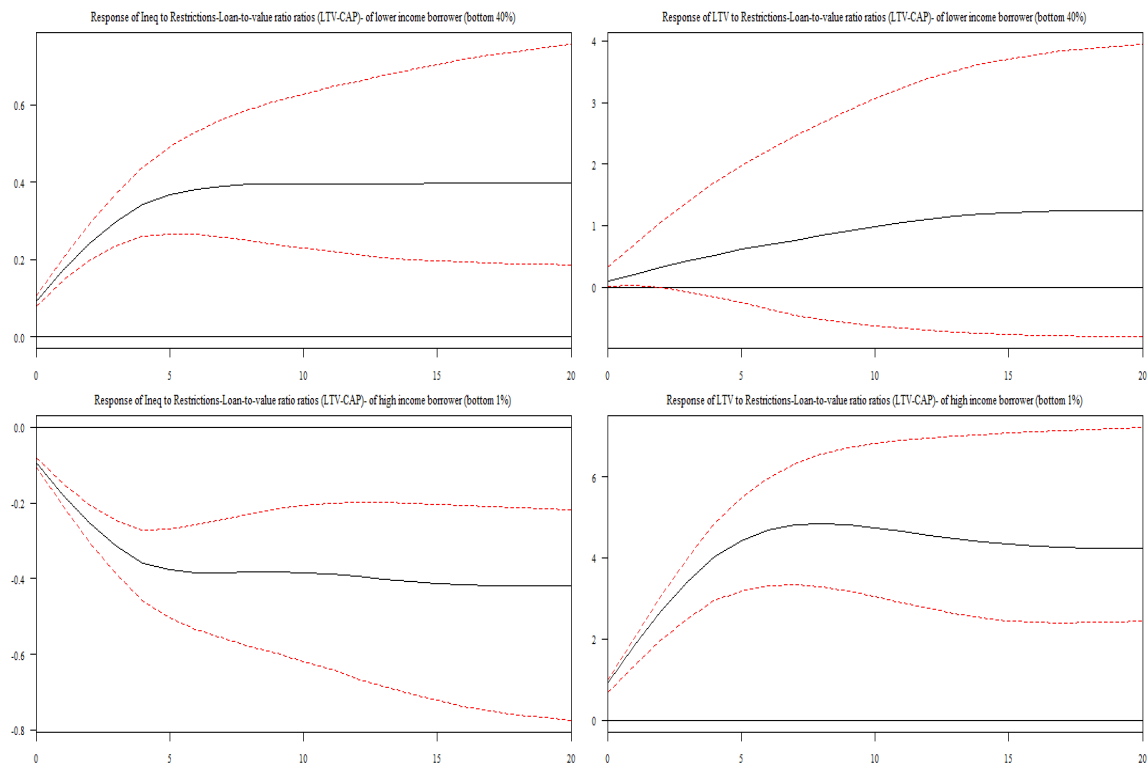 Response of Ineq to Restrictions-Loan-to-value ratio ratios (LTV-CAP)- of lower income borrower (bottom 40%)
0.6
0.4
0.2
0.0
0 5 10 15 20
Response of LTV to Restrictions-Loan-to-value ratio ratios (LTV-CAP)- of lower income borrower (bottom 40%)
4
3
2
1
0
0 5 10 15 20
Response of Ineq to Restrictions-Loan-to-value ratio ratios (LTV-CAP)- of high income borrower (bottom 1%)
0.0
-0.2
-0.4
-0.6
-0.8
0 5 10 15 20
Response of LTV to Restrictions-Loan-to-value ratio ratios (LTV-CAP)- of high income borrower (bottom 1%)
6
4
2
0
0 5 10 15 20